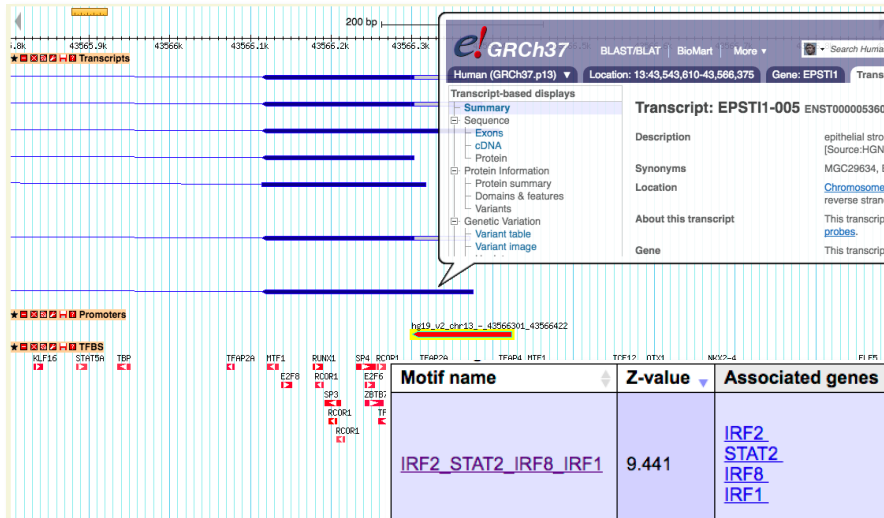 200 bp
43565.9k 43566k 43566.1k 43566.2k 43566.3k
Transcripts
e! GRCh37 BLAST/BLAT BioMart More Search Huma
Human (GRCh37.p13) Location: 13:43,543,610-43,566,375 Gene: EPSTI1 Trans
Transcript-based displays
Summary
Sequence
Exons
cDNA
Protein
Protein Information
Protein summary
Domains & features
Variants
Genetic Variation
Variant table
Variant image
Transcript: EPSTI1-005 ENST000005360
Description epithelial stro
[Source:HGN
Synonyms MGC29634, E
Location Chromosome
reverse stran
About this transcript This transcrip
probes.
Gene This transcrip
Promoters
hg19_v2_chr13_-_43566301_43566422
TFBS
KLF16 STAT5A TBP TFAP2A MTF1 RUNX1 SP4 RCOR1 TFAP2A TFAP4 MTF1 TCF12 OTX1 NKX2-4 ELF5
E2F8 RCOR1 E2F6
SP3 ZBTB7
RCOR1 TF
RCOR1
Motif name Z-value Associated genes
IRF2_STAT2_IRF8_IRF1 9.441 IRF2
STAT2
IRF8
IRF1